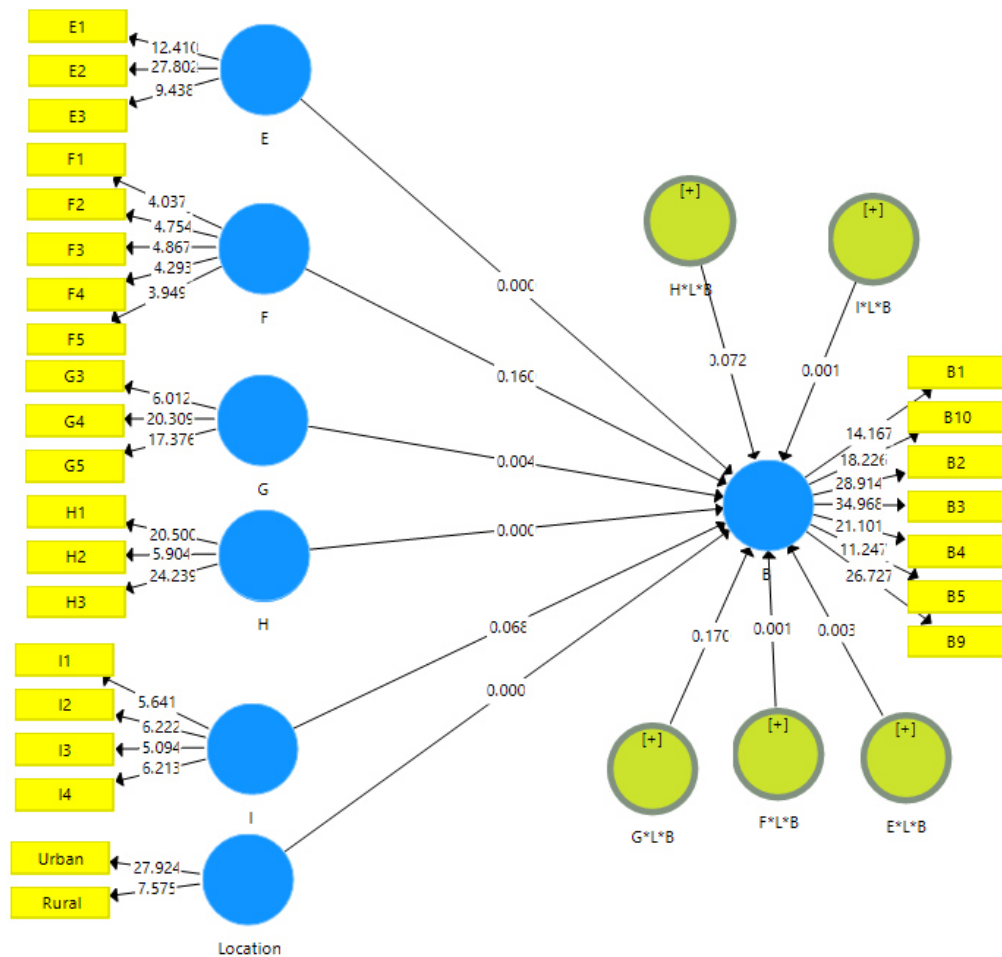 E1
12.410
E2
27.802
E3
9.438
E
F1
4.037
F2
4.754
F3
4.867
F4
4.293
F5
3.949
F
G3
6.012
G4
20.309
G5
17.376
G
H1
20.500
H2
5.904
H3
24.239
H
I1
5.641
I2
6.222
I3
5.094
I4
6.213
I
Urban
27.924
Rural
7.575
Location
0.000
0.160
0.004
0.000
0.068
0.000
[+]
H*L*B
0.072
[+]
I*L*B
0.001
B
B1
14.167
B10
18.226
B2
28.914
B3
34.968
B4
21.101
B5
11.247
B9
26.727
0.170
0.001
0.003
[+]
G*L*B
[+]
F*L*B
[+]
E*L*B